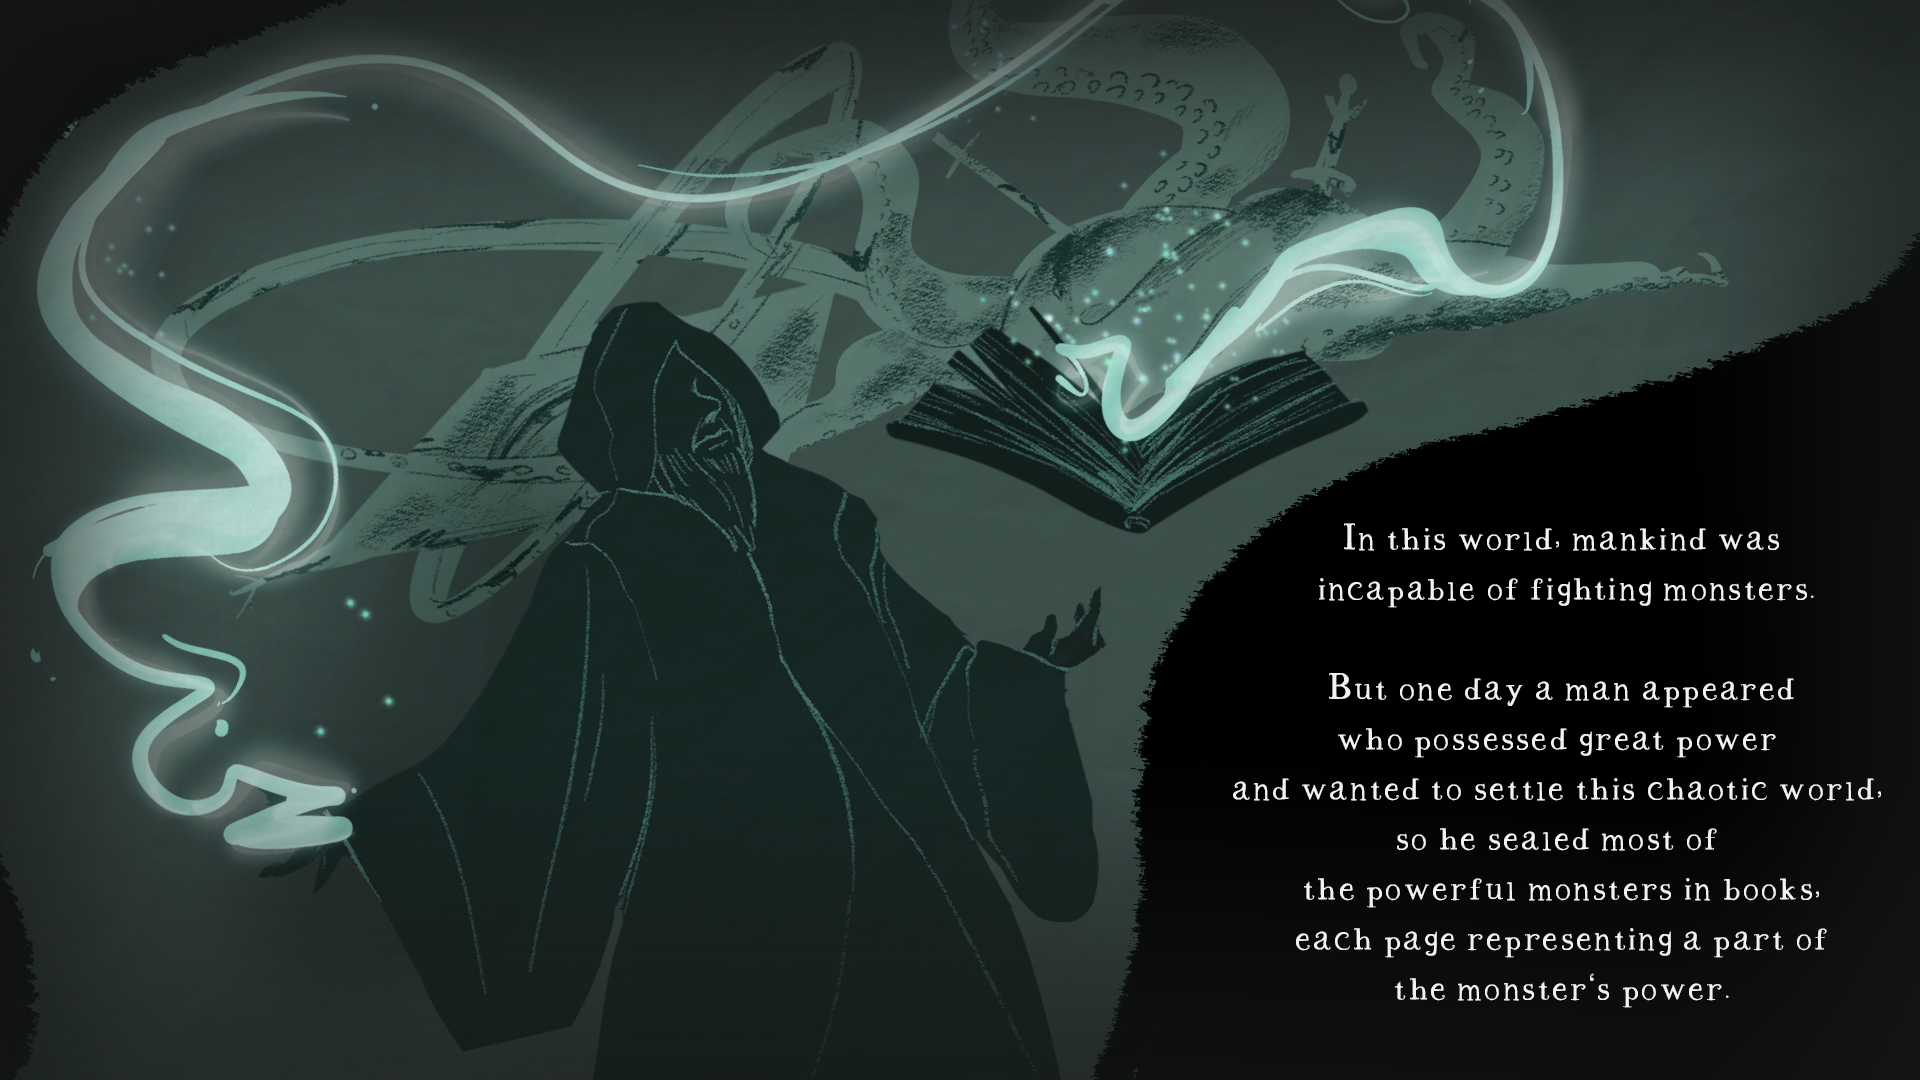 In this world, mankind was
incapable of fighting monsters.
But one day a man appeared
who possessed great power
and wanted to settle this chaotic world,
so he sealed most of
the powerful monsters in books,
each page representing a part of
the monster's power.